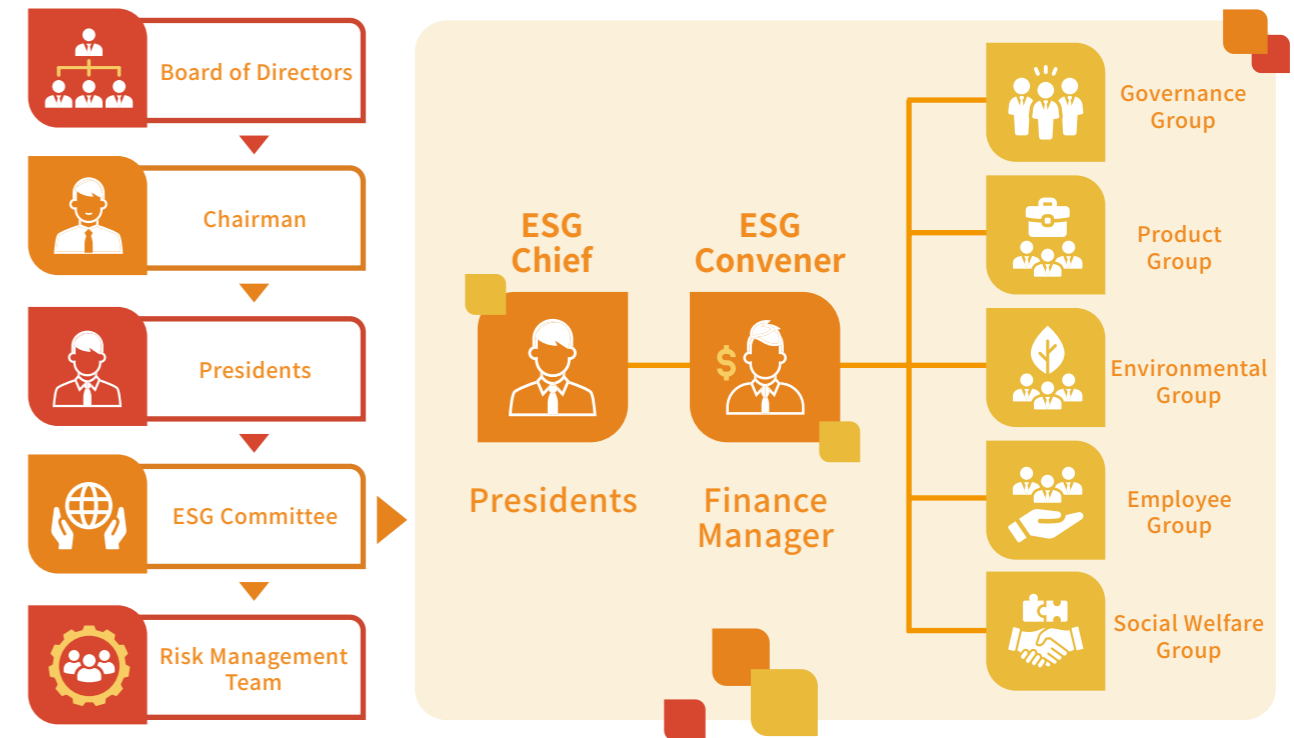 Board of Directors
Chairman
Presidents
ESG Committee
Risk Management
Team
ESG
Chief
Presidents
ESG
Convener
$
Finance
Manager
Governance
Group
Product
Group
Environmental
Group
Employee
Group
Social Welfare
Group